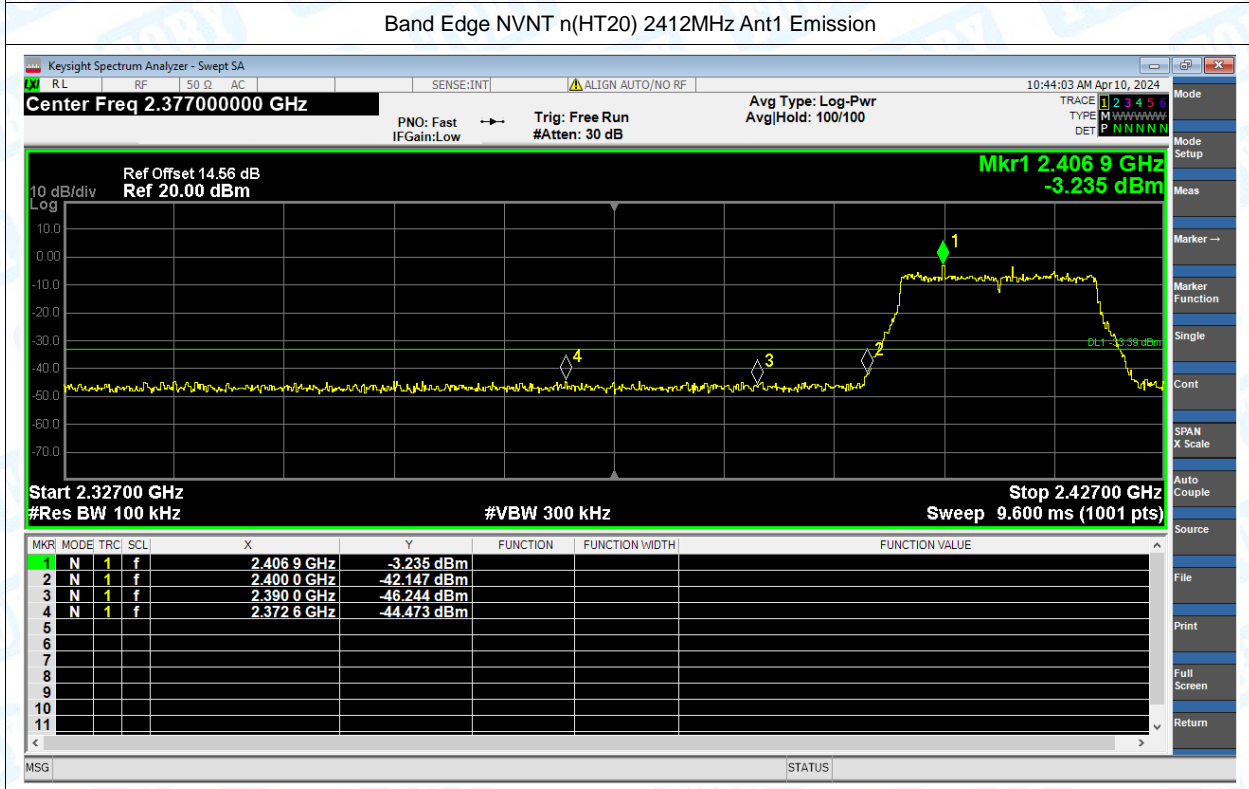 Band Edge NVNT n(HT20) 2412MHz Ant1 Emission
Keysight Spectrum Analyzer - Swept SA
LXI RL RF 50 Ω AC SENSE:INT ALIGN AUTO/NO RF 10:44:03 AM Apr 10, 2024
Center Freq 2.377000000 GHz
PNO: Fast
IFGain:Low
Trig: Free Run
#Atten: 30 dB
Avg Type: Log-Pwr
Avg|Hold: 100/100
TRACE 1 2 3 4 5 6
TYPE M W W W W W
DET P N N N N N
Mkr1 2.406 9 GHz
-3.235 dBm
Ref Offset 14.56 dB
10 dB/div Ref 20.00 dBm
Log
10.0
0.00
-10.0
-20.0
-30.0
-40.0
-50.0
-60.0
-70.0
1
2
3
4
DL1 -33.39 dBm
Start 2.32700 GHz Stop 2.42700 GHz
#Res BW 100 kHz #VBW 300 kHz Sweep 9.600 ms (1001 pts)
MKR MODE TRC SCL X Y FUNCTION FUNCTION WIDTH FUNCTION VALUE
1 N 1 f 2.406 9 GHz -3.235 dBm
2 N 1 f 2.400 0 GHz -42.147 dBm
3 N 1 f 2.390 0 GHz -46.244 dBm
4 N 1 f 2.372 6 GHz -44.473 dBm
5
6
7
8
9
10
11
MSG STATUS
Mode
Mode Setup
Meas
Marker →
Marker Function
Single
Cont
SPAN X Scale
Auto Couple
Source
File
Print
Full Screen
Return